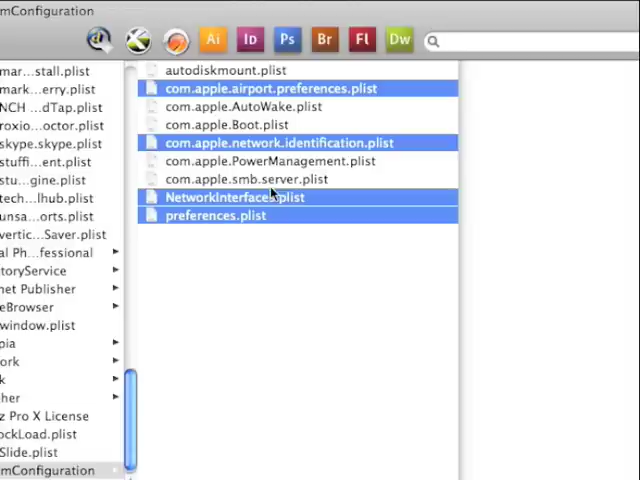 mConfiguration
Ai Id Ps Br Fl Dw
mar...stall.plist
mark...erry.plist
NCH ...dTap.plist
roxio...octor.plist
skype.skype.plist
stuffi...ent.plist
stu...gine.plist
tech...lhub.plist
unsa...orts.plist
vertic...Saver.plist
al Ph...fessional
toryService
net Publisher
eBrowser
window.plist
pia
ork
k
her
z Pro X License
ockLoad.plist
Slide.plist
mConfiguration
autodiskmount.plist
com.apple.airport.preferences.plist
com.apple.AutoWake.plist
com.apple.Boot.plist
com.apple.network.identification.plist
com.apple.PowerManagement.plist
com.apple.smb.server.plist
NetworkInterfaces.plist
preferences.plist